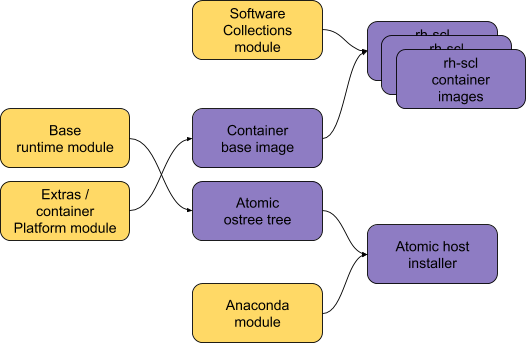 Software
Collections
module
rh-scl
rh-scl
rh-scl
container
images
Base
runtime module
Container
base image
Extras /
container
Platform module
Atomic
ostree tree
Atomic host
installer
Anaconda
module